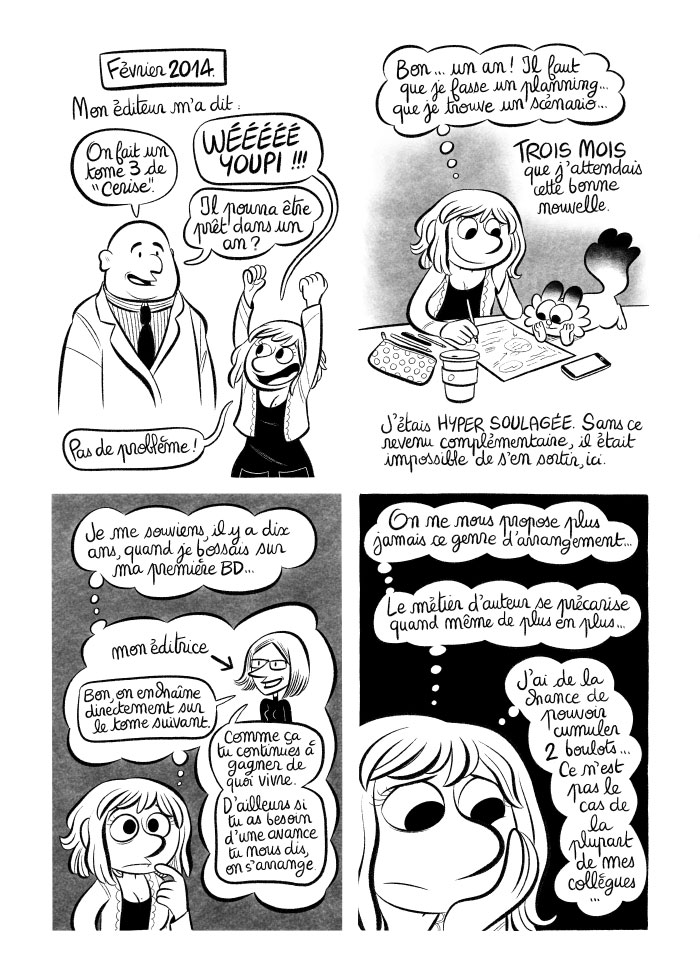 Février 2014.
Mon éditeur m'a dit :
On fait un
tome 3 de
"Cerise".
WÉÉÉÉÉ
YOUPI !!!
Il pourra être
prêt dans un
an ?
Pas de problème !
Bon... un an ! Il faut
que je fasse un planning...
que je trouve un scénario...
TROIS MOIS
que j'attendais
cette bonne
nouvelle.
J'étais HYPER SOULAGÉE. Sans ce
revenu complémentaire, il était
impossible de s'en sortir, ici.
Je me souviens, il y a dix
ans, quand je bossais sur
ma première BD...
mon éditrice
Bon, on enchaîne
directement sur
le tome suivant.
Comme ça
tu continues à
gagner de
quoi vivre.
D'ailleurs si
tu as besoin
d'une avance
tu nous dis,
on s'arrange.
On ne nous propose plus
jamais ce genre d'arrangement...
Le métier d'auteur se précarise
quand même de plus en plus...
J'ai de la
chance de
pouvoir
cumuler
2 boulots...
Ce n'est
pas le
cas de
la
plupart
de mes
collègues
...